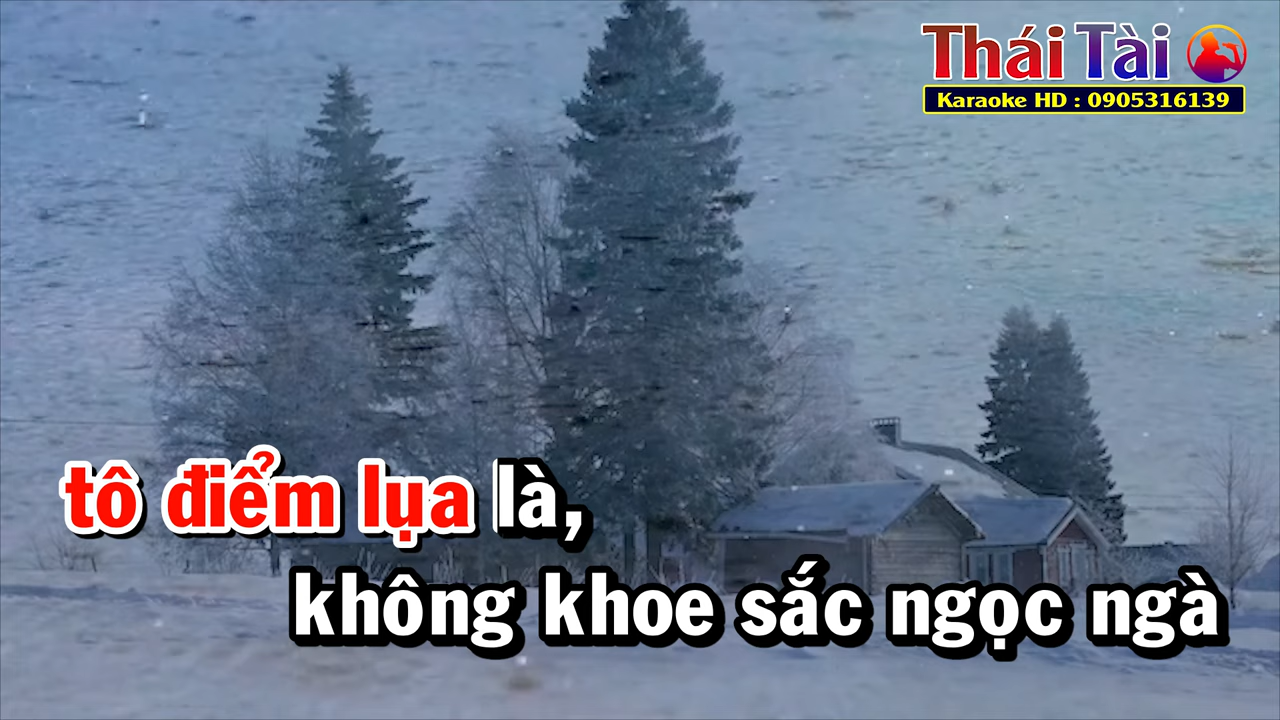 Thái Tài
Karaoke HD : 0905316139
tô điểm lụa là,
không khoe sắc ngọc ngà